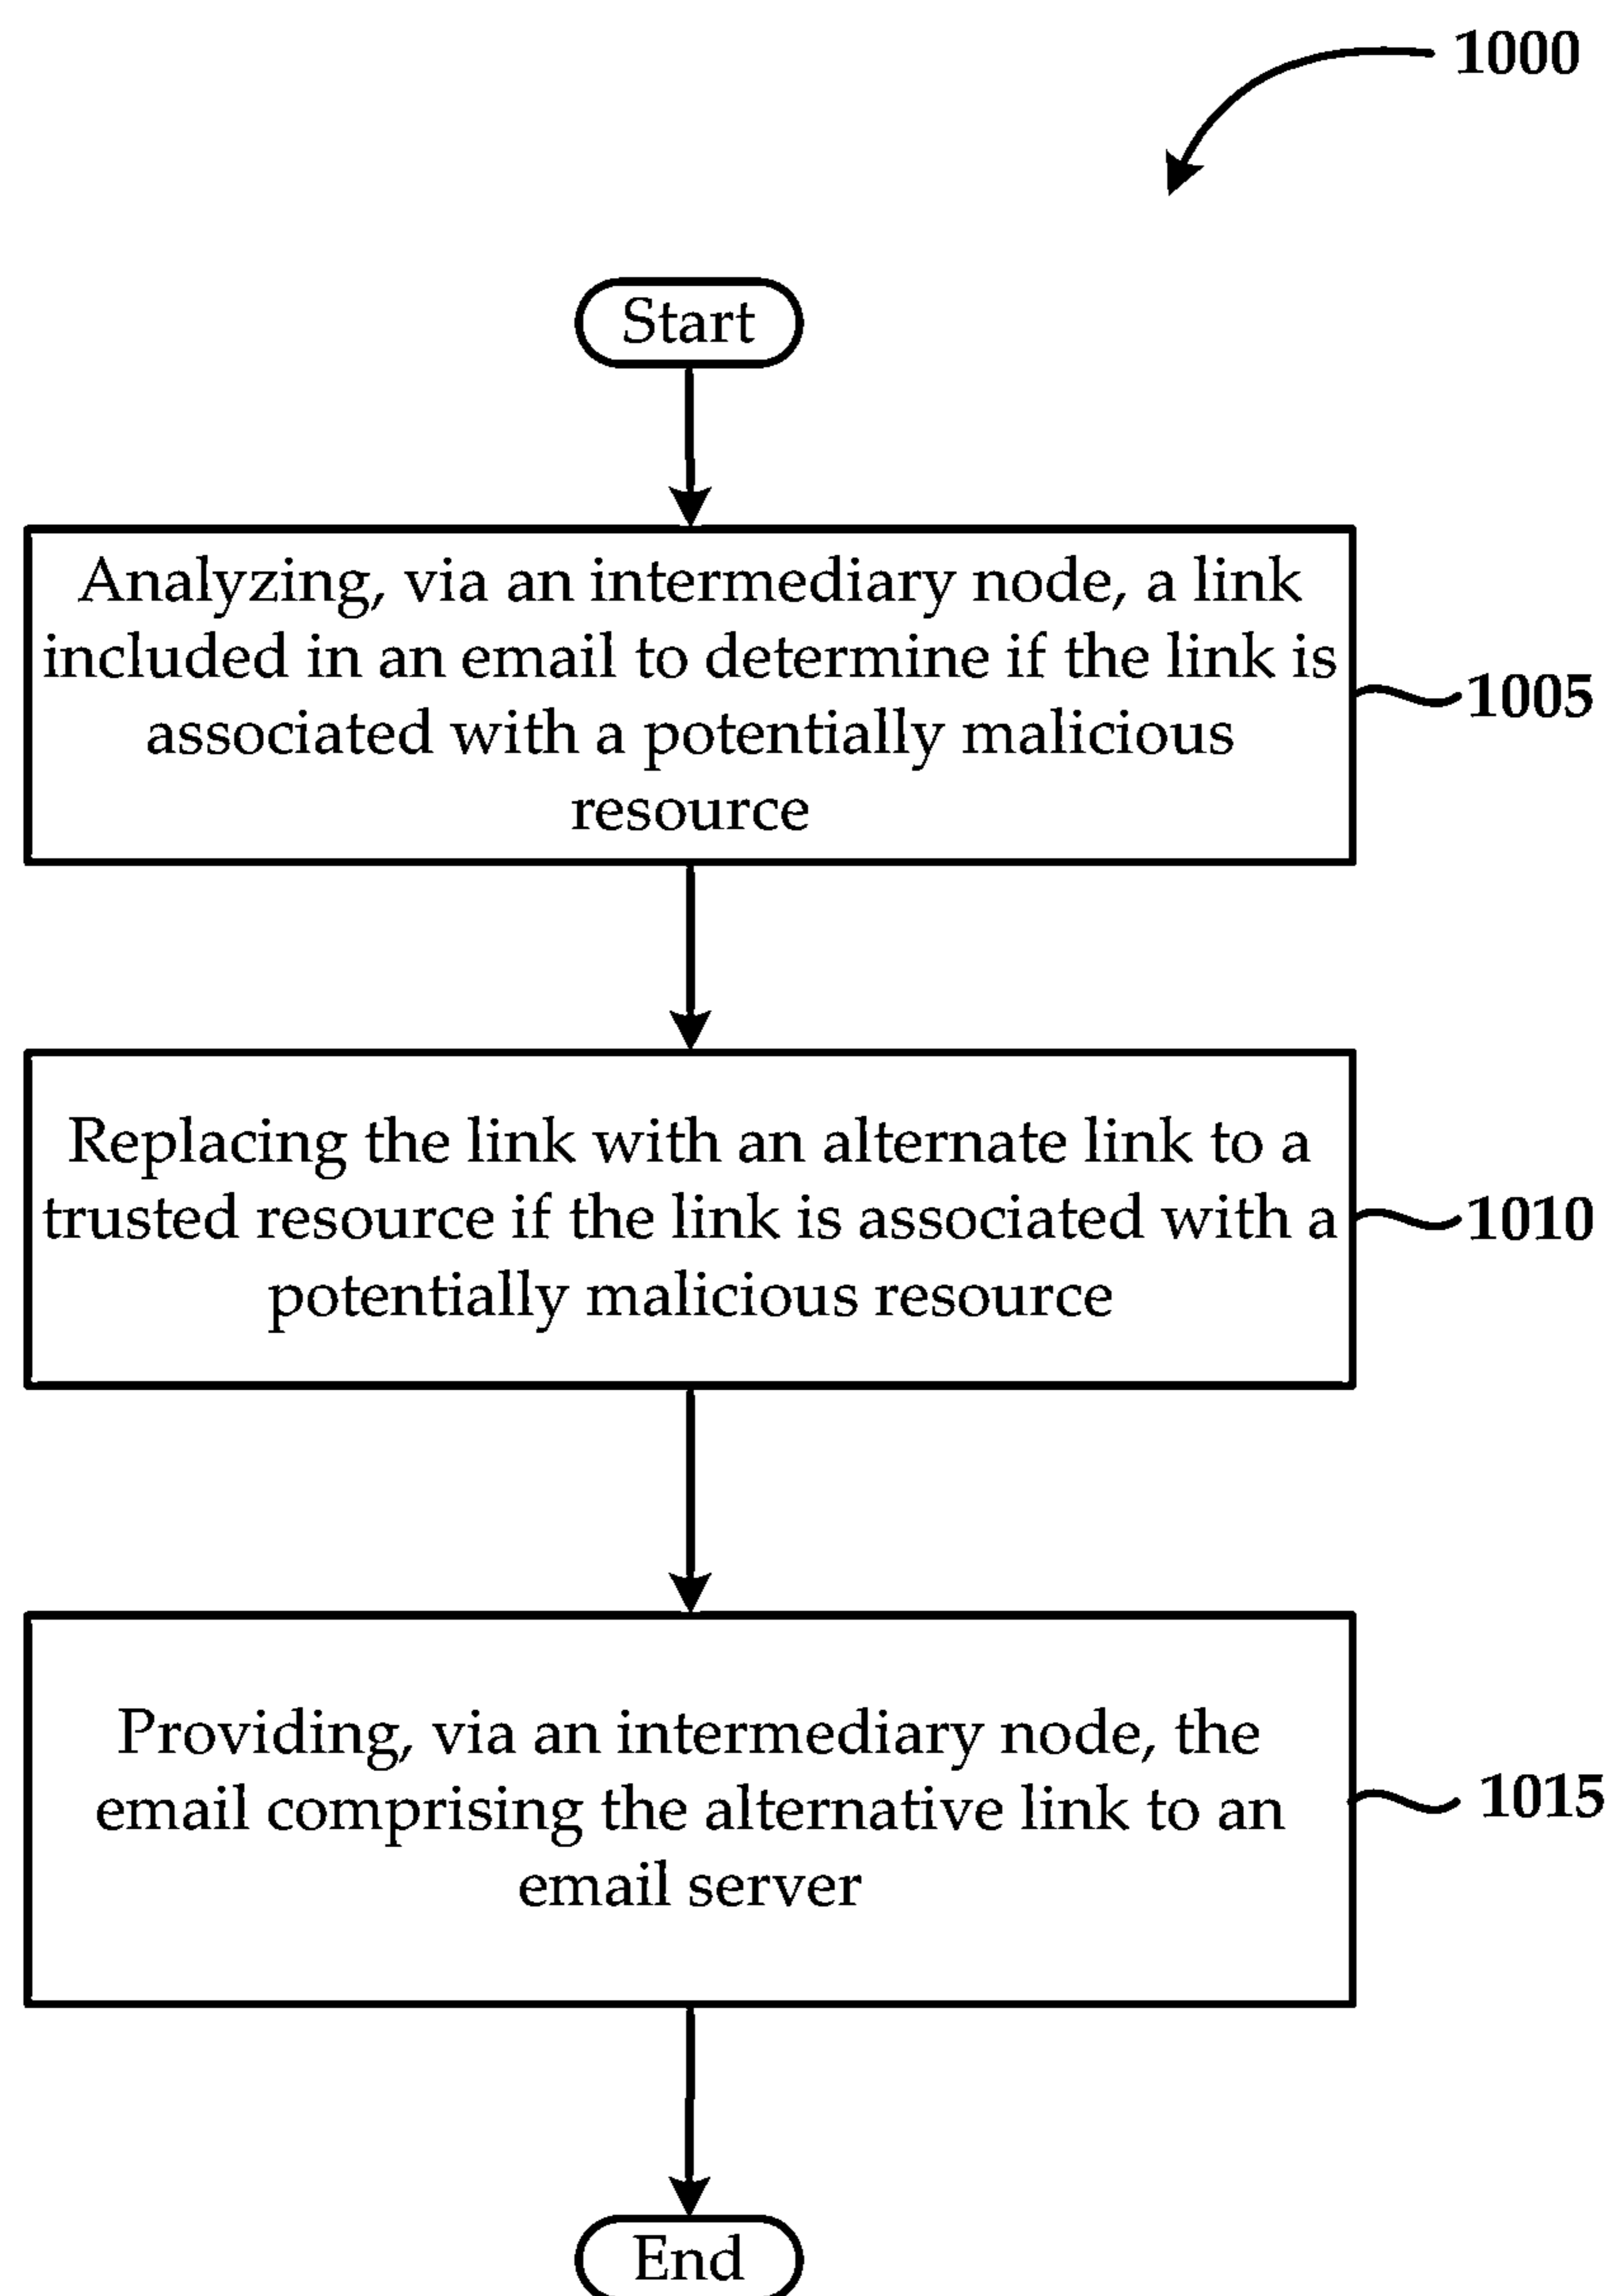 1000
Start
Analyzing, via an intermediary node, a link
included in an email to determine if the link is
associated with a potentially malicious
resource
1005
Replacing the link with an alternate link to a
trusted resource if the link is associated with a
potentially malicious resource
1010
Providing, via an intermediary node, the
email comprising the alternative link to an
email server
1015
End